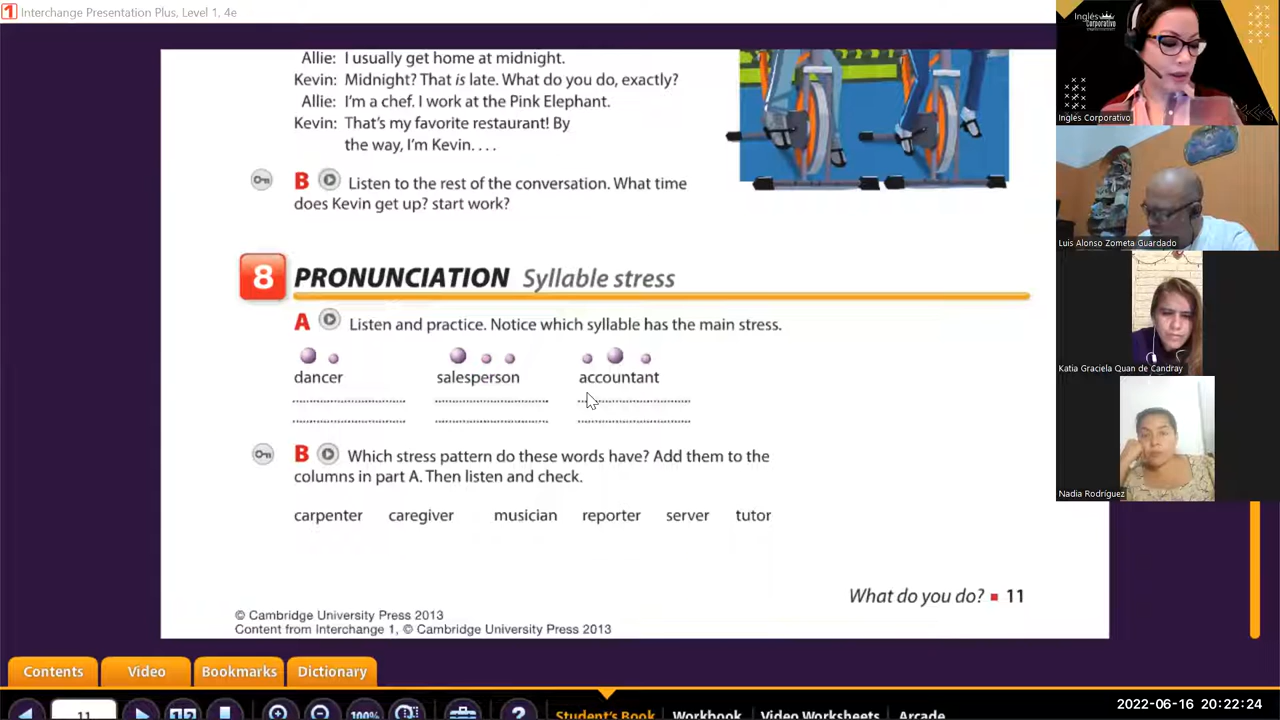 Interchange Presentation Plus, Level 1, 4e
Allie: I usually get home at midnight.
Kevin: Midnight? That is late. What do you do, exactly?
Allie: I'm a chef. I work at the Pink Elephant.
Kevin: That's my favorite restaurant! By
the way, I'm Kevin. . . .
B Listen to the rest of the conversation. What time
does Kevin get up? start work?
8 PRONUNCIATION Syllable stress
A Listen and practice. Notice which syllable has the main stress.
dancer salesperson accountant
B Which stress pattern do these words have? Add them to the
columns in part A. Then listen and check.
carpenter caregiver musician reporter server tutor
What do you do? ■ 11
© Cambridge University Press 2013
Content from Interchange 1, © Cambridge University Press 2013
Contents Video Bookmarks Dictionary
11 100% ? Student's Book Workbook Video Worksheets Arcade
Inglés Corporativo
Inglés Corporativo
Luis Alonso Zometa Guardado
Katia Graciela Quan de Candray
Nadia Rodríguez
2022-06-16 20:22:24